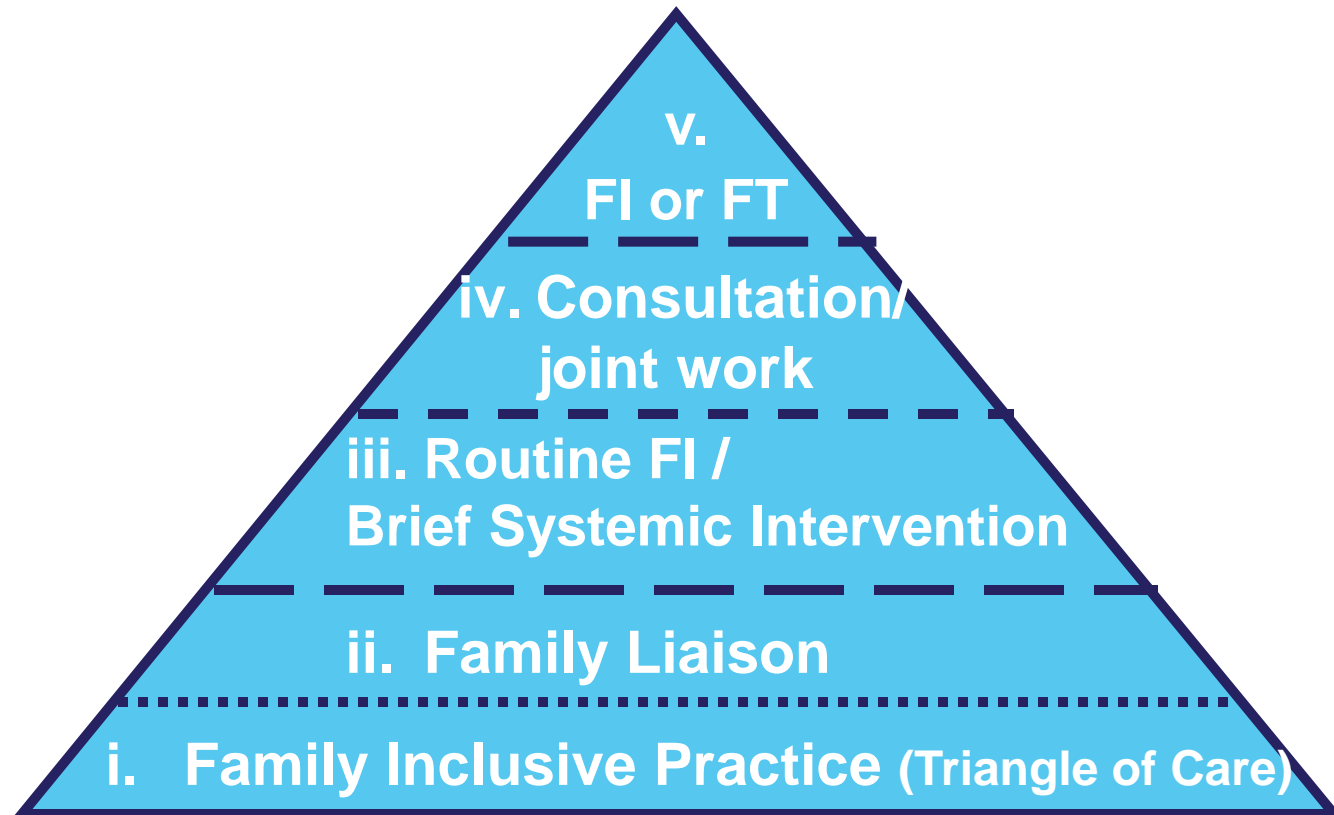 v.
FI or FT
iv. Consultation/
joint work
iii. Routine FI /
Brief Systemic Intervention
ii. Family Liaison
i. Family Inclusive Practice (Triangle of Care)